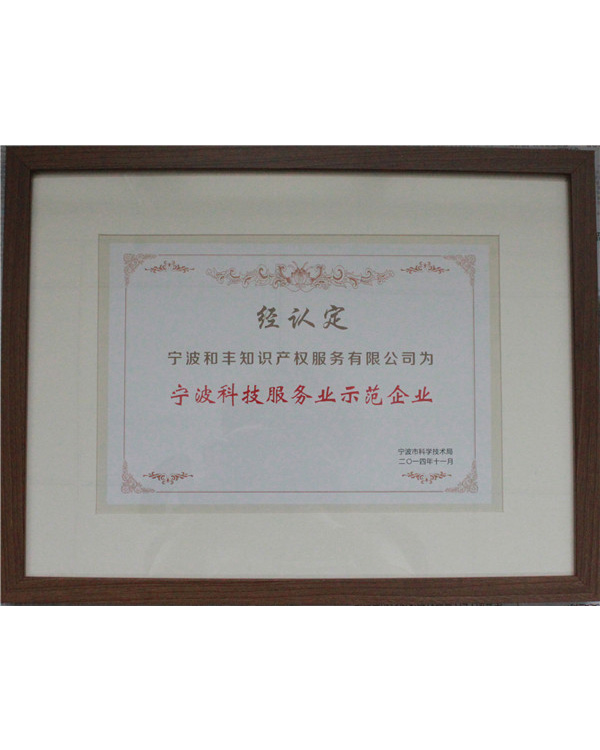 经认定
宁波和丰知识产权服务有限公司为
宁波科技服务业示范企业
宁波市科学技术局
二〇一四年十一月